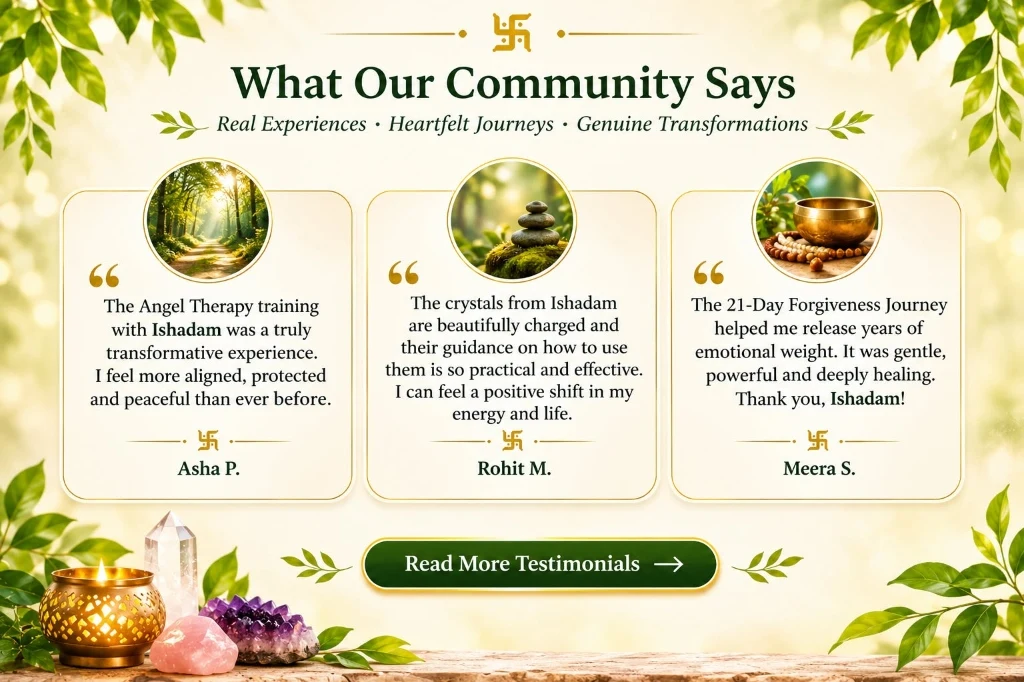 What Our Community Says
Real Experiences • Heartfelt Journeys • Genuine Transformations
“
The Angel Therapy training
with Ishadam was a truly
transformative experience.
I feel more aligned, protected
and peaceful than ever before.
Asha P.
“
The crystals from Ishadam
are beautifully charged and
their guidance on how to use
them is so practical and effective.
I can feel a positive shift in my
energy and life.
Rohit M.
“
The 21-Day Forgiveness Journey
helped me release years of
emotional weight. It was gentle,
powerful and deeply healing.
Thank you, Ishadam!
Meera S.
Read More Testimonials →